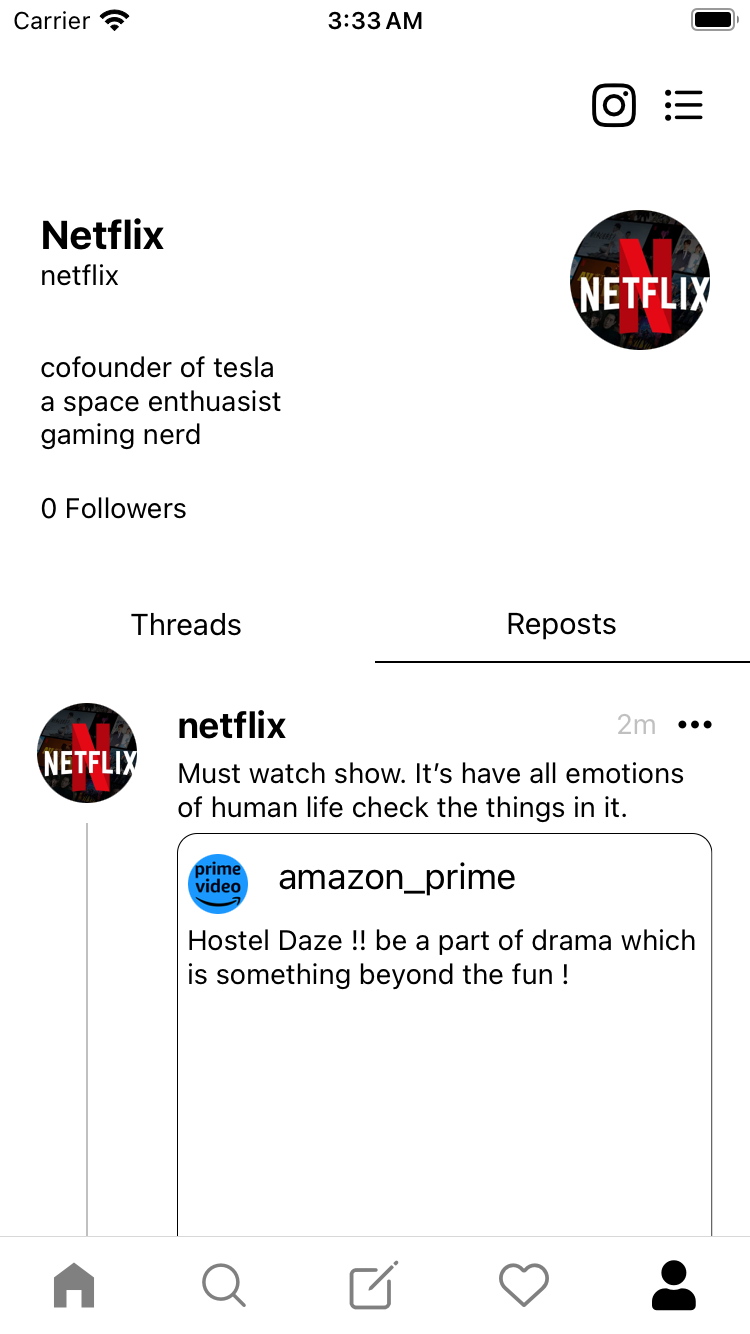 Carrier 3:33 AM
Netflix
netflix
NETFLIX
cofounder of tesla
a space enthuasist
gaming nerd
0 Followers
Threads Reposts
netflix 2m
NETFLIX
Must watch show. It’s have all emotions
of human life check the things in it.
prime
video
amazon_prime
Hostel Daze !! be a part of drama which
is something beyond the fun !